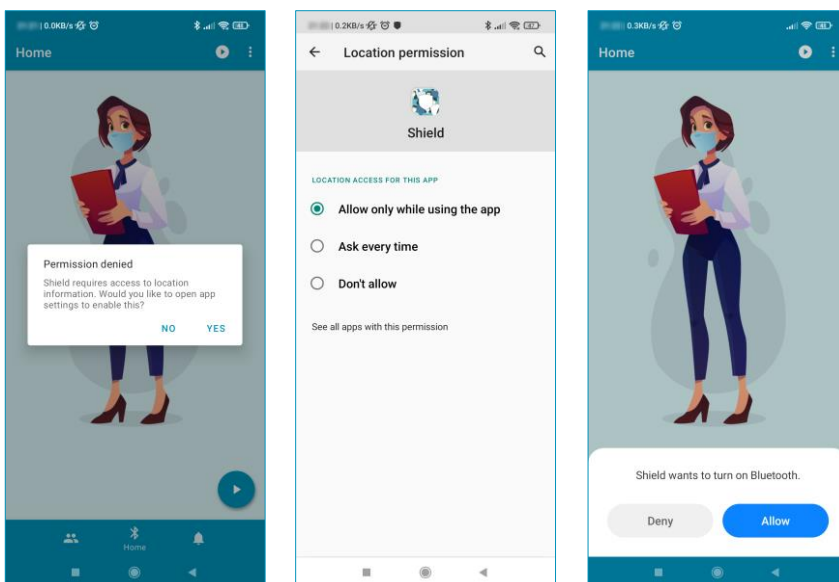 | 0.0KB/s
Home
Permission denied
Shield requires access to location
information. Would you like to open app
settings to enable this?
NO YES
Home
| 0.2KB/s
Location permission
Shield
LOCATION ACCESS FOR THIS APP
Allow only while using the app
Ask every time
Don't allow
See all apps with this permission
| 0.3KB/s
Home
Shield wants to turn on Bluetooth.
Deny Allow